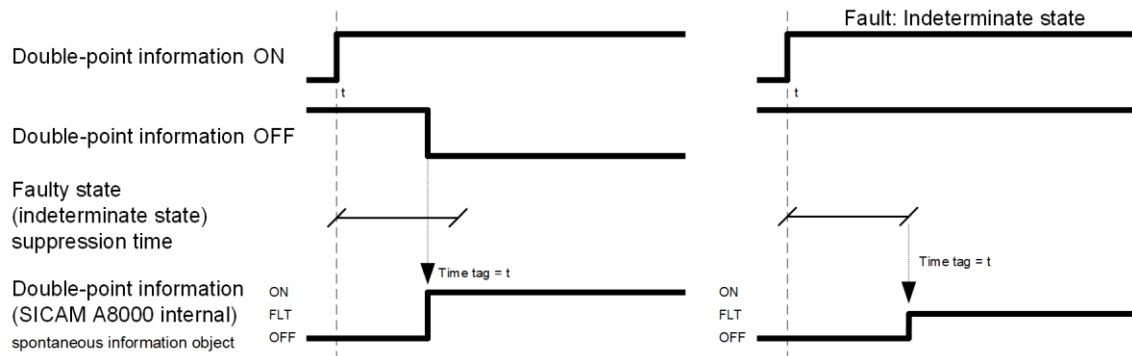 Fault: Indeterminate state
Double-point information ON
t
t
Double-point information OFF
Faulty state
(indeterminate state)
suppression time
Time tag = t
Time tag = t
Double-point information
(SICAM A8000 internal)
spontaneous information object
ON
FLT
OFF
ON
FLT
OFF